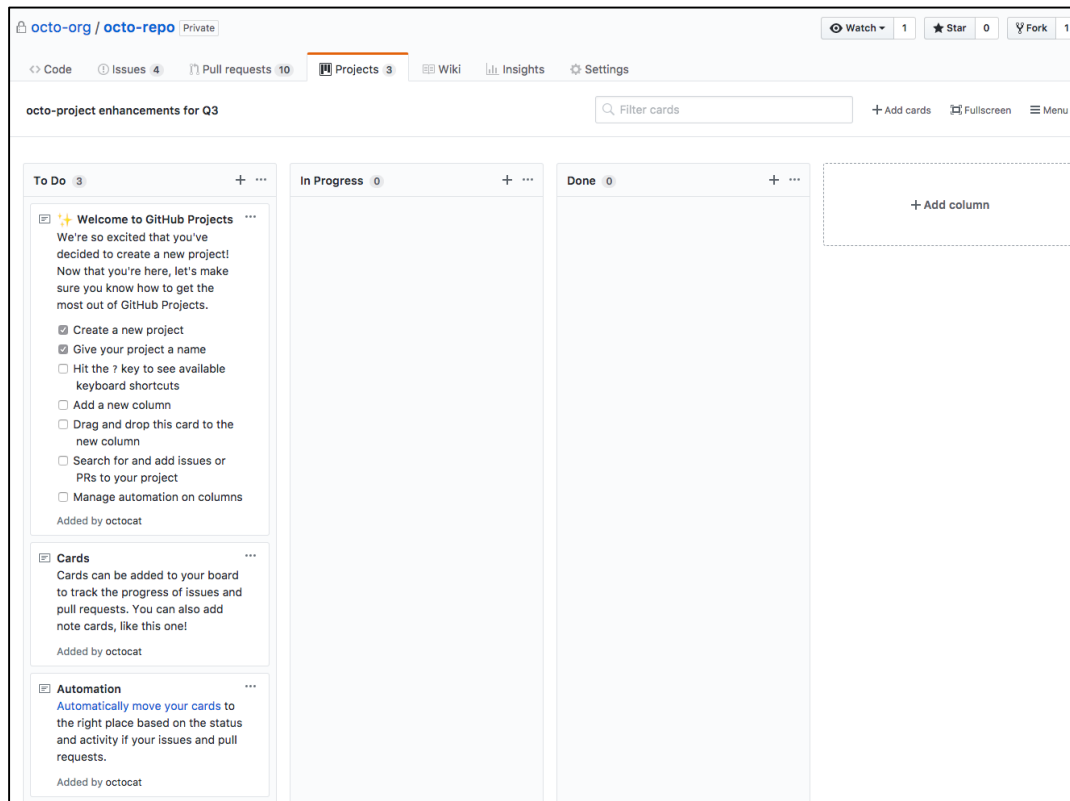 octo-org / octo-repo Private
Watch 1 Star 0 Fork 1
Code Issues 4 Pull requests 10 Projects 3 Wiki Insights Settings
octo-project enhancements for Q3
Filter cards
+ Add cards Fullscreen Menu
To Do 3 + ...
✨ Welcome to GitHub Projects ...
We're so excited that you've
decided to create a new project!
Now that you're here, let's make
sure you know how to get the
most out of GitHub Projects.
Create a new project
Give your project a name
Hit the ? key to see available
keyboard shortcuts
Add a new column
Drag and drop this card to the
new column
Search for and add issues or
PRs to your project
Manage automation on columns
Added by octocat
Cards ...
Cards can be added to your board
to track the progress of issues and
pull requests. You can also add
note cards, like this one!
Added by octocat
Automation ...
Automatically move your cards to
the right place based on the status
and activity if your issues and pull
requests.
Added by octocat
In Progress 0 + ...
Done 0 + ...
+ Add column